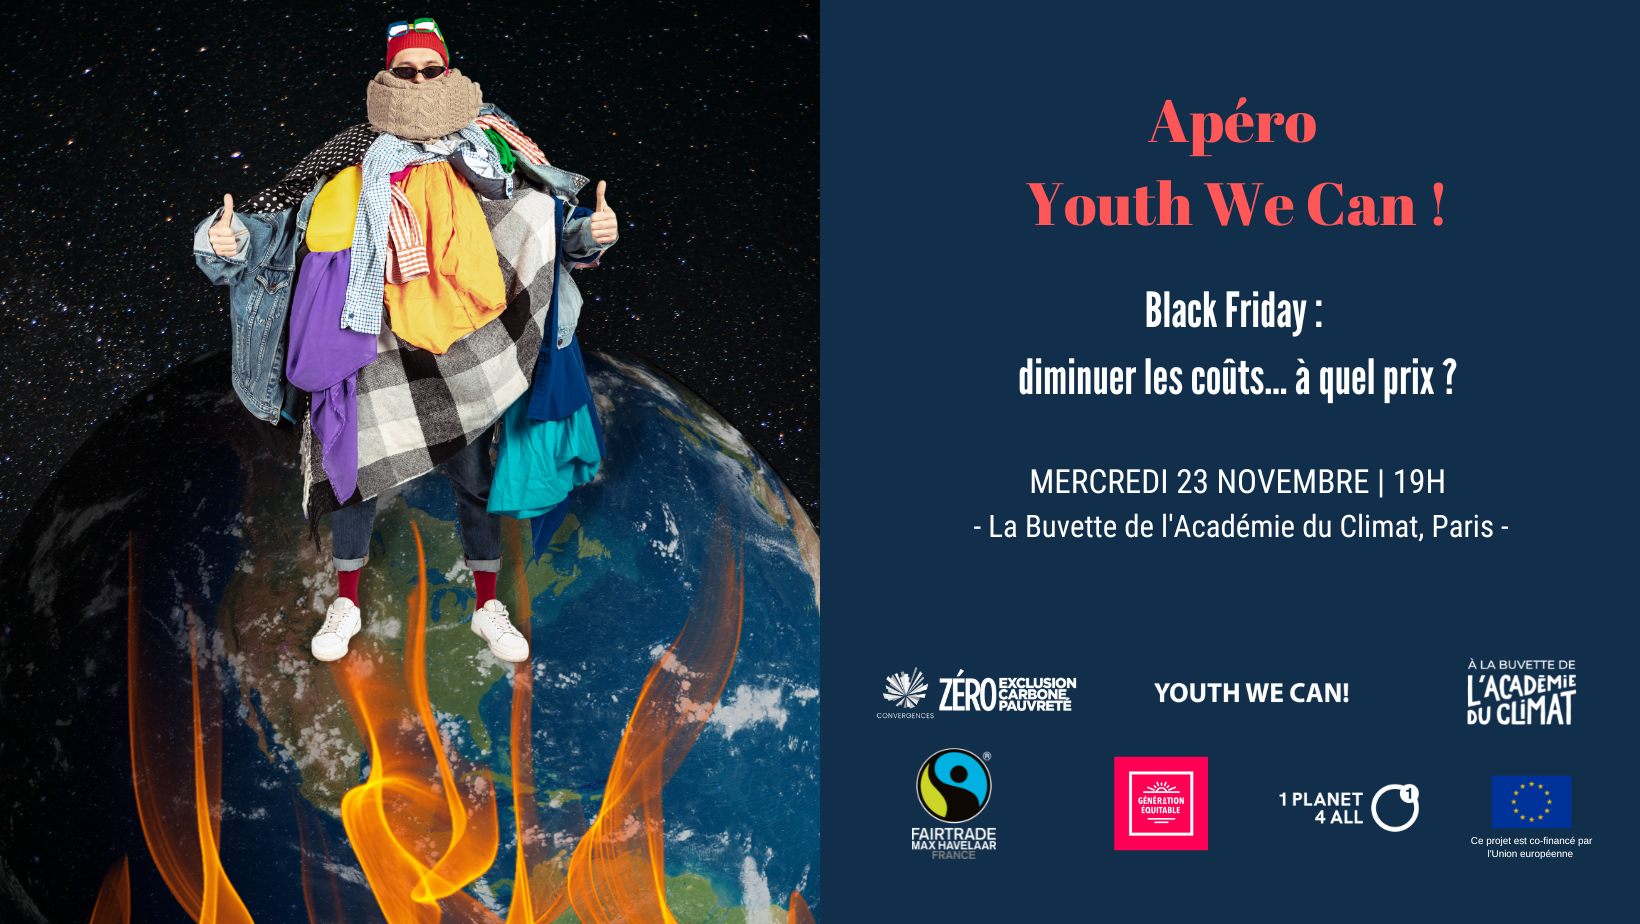 Apéro
Youth We Can !
Black Friday :
diminuer les coûts... à quel prix ?
MERCREDI 23 NOVEMBRE | 19H
- La Buvette de l'Académie du Climat, Paris -
CONVERGENCES
ZÉRO
EXCLUSION
CARBONE
PAUVRETÉ
YOUTH WE CAN!
À LA BUVETTE DE
L'ACADÉMIE
DU CLIMAT
®
FAIRTRADE
MAX HAVELAAR
FRANCE
GÉNÉRATION
ÉQUITABLE
1 PLANET
4 ALL
1
Ce projet est co-financé par
l'Union européenne